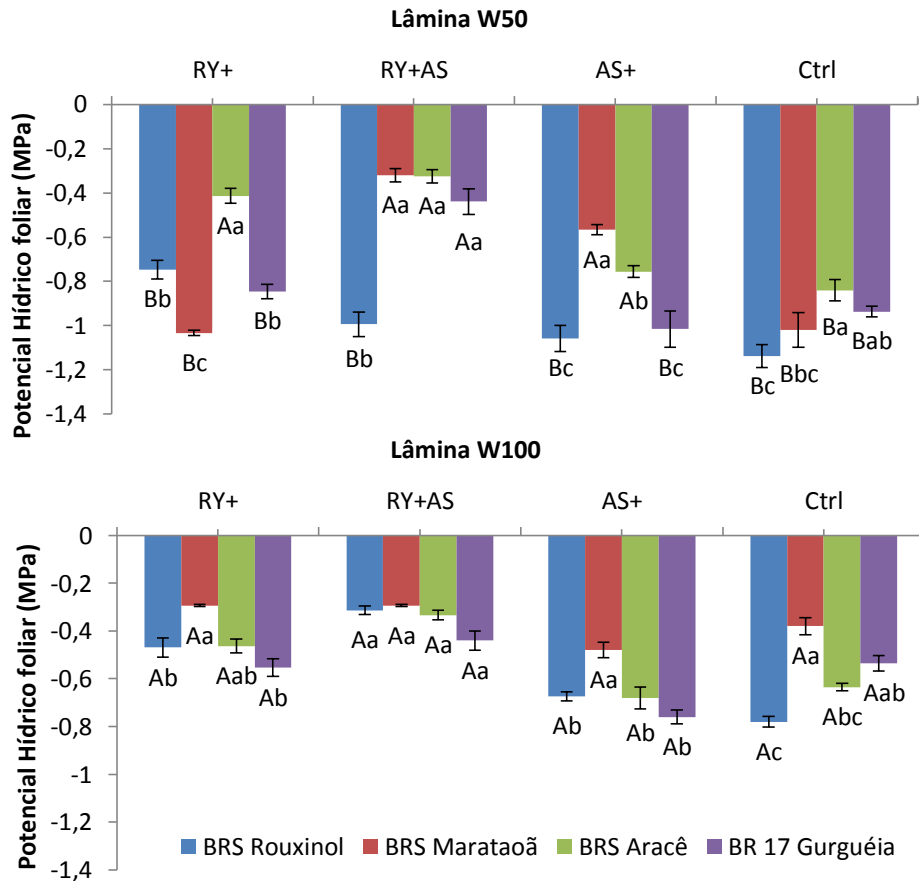 Lâmina W50
RY+ RY+AS AS+ Ctrl
Potencial Hídrico foliar (MPa)
0
-0,2
-0,4
-0,6
-0,8
-1
-1,2
-1,4
Bb Bc Aa Bb
Bb Aa Aa Aa
Bc Aa Ab Bc
Bc Bbc Ba Bab
Lâmina W100
RY+ RY+AS AS+ Ctrl
Potencial Hídrico foliar (MPa)
0
-0,2
-0,4
-0,6
-0,8
-1
-1,2
-1,4
Ab Aa Aab Ab
Aa Aa Aa Aa
Ab Aa Ab Ab
Ac Aa Abc Aab
BRS Rouxinol BRS Marataoã BRS Aracê BR 17 Gurguéia